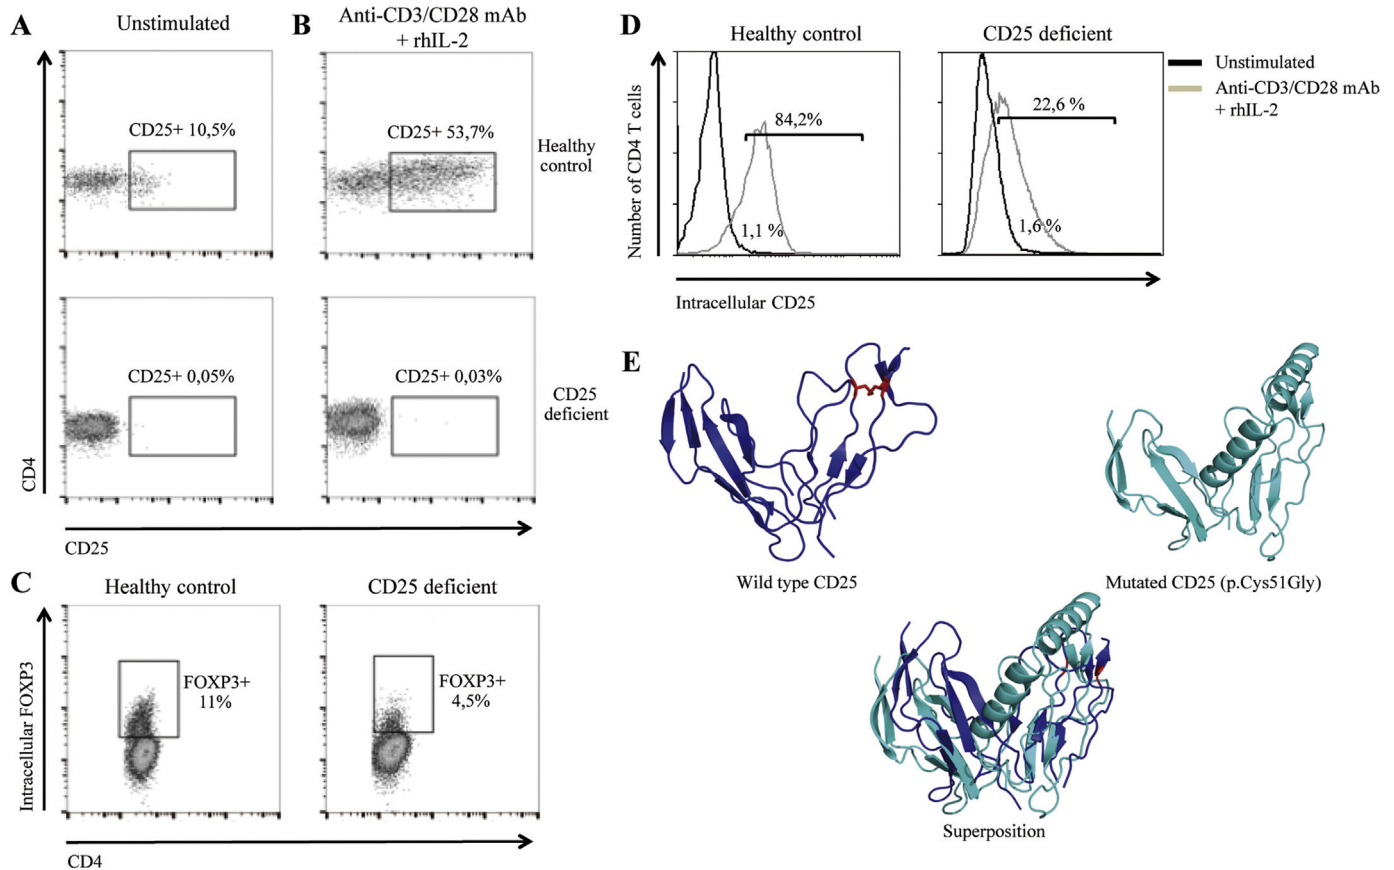 A
Unstimulated
B
Anti-CD3/CD28 mAb
+ rhIL-2
CD25+ 10,5%
CD25+ 53,7%
Healthy
control
CD25+ 0,05%
CD25+ 0,03%
CD25
deficient
CD4
CD25
C
Healthy control
CD25 deficient
FOXP3+
11%
FOXP3+
4,5%
Intracellular FOXP3
CD4
D
Healthy control
CD25 deficient
Unstimulated
Anti-CD3/CD28 mAb
+ rhIL-2
84,2%
22,6 %
1,1 %
1,6 %
Number of CD4 T cells
Intracellular CD25
E
Wild type CD25
Mutated CD25 (p.Cys51Gly)
Superposition